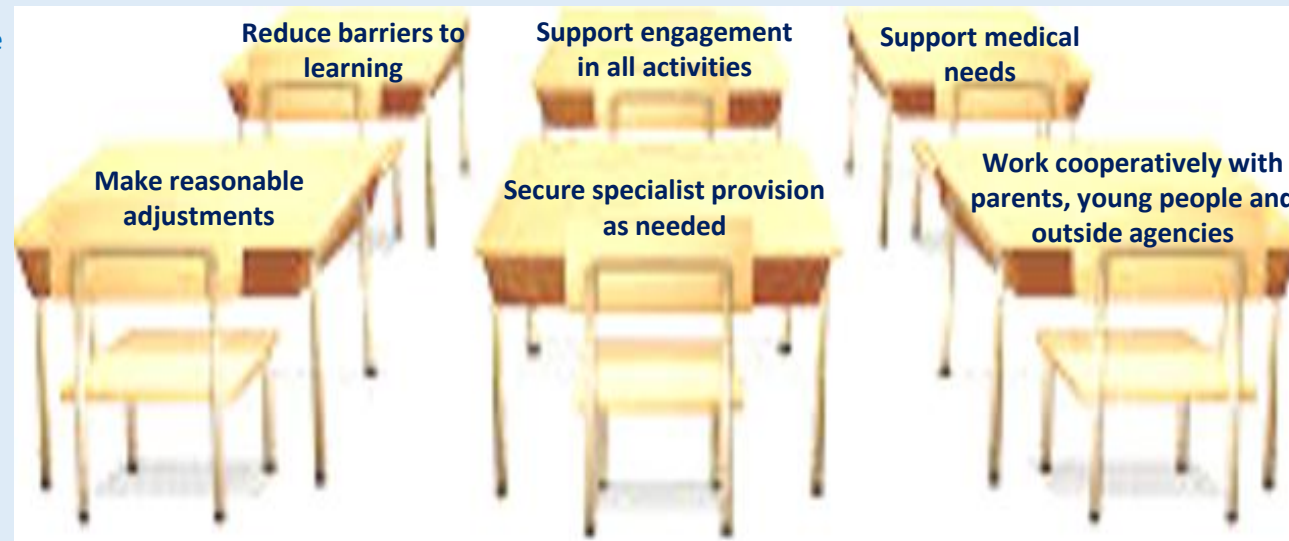 Reduce barriers to
learning
Support engagement
in all activities
Support medical
needs
Make reasonable
adjustments
Secure specialist provision
as needed
Work cooperatively with
parents, young people and
outside agencies